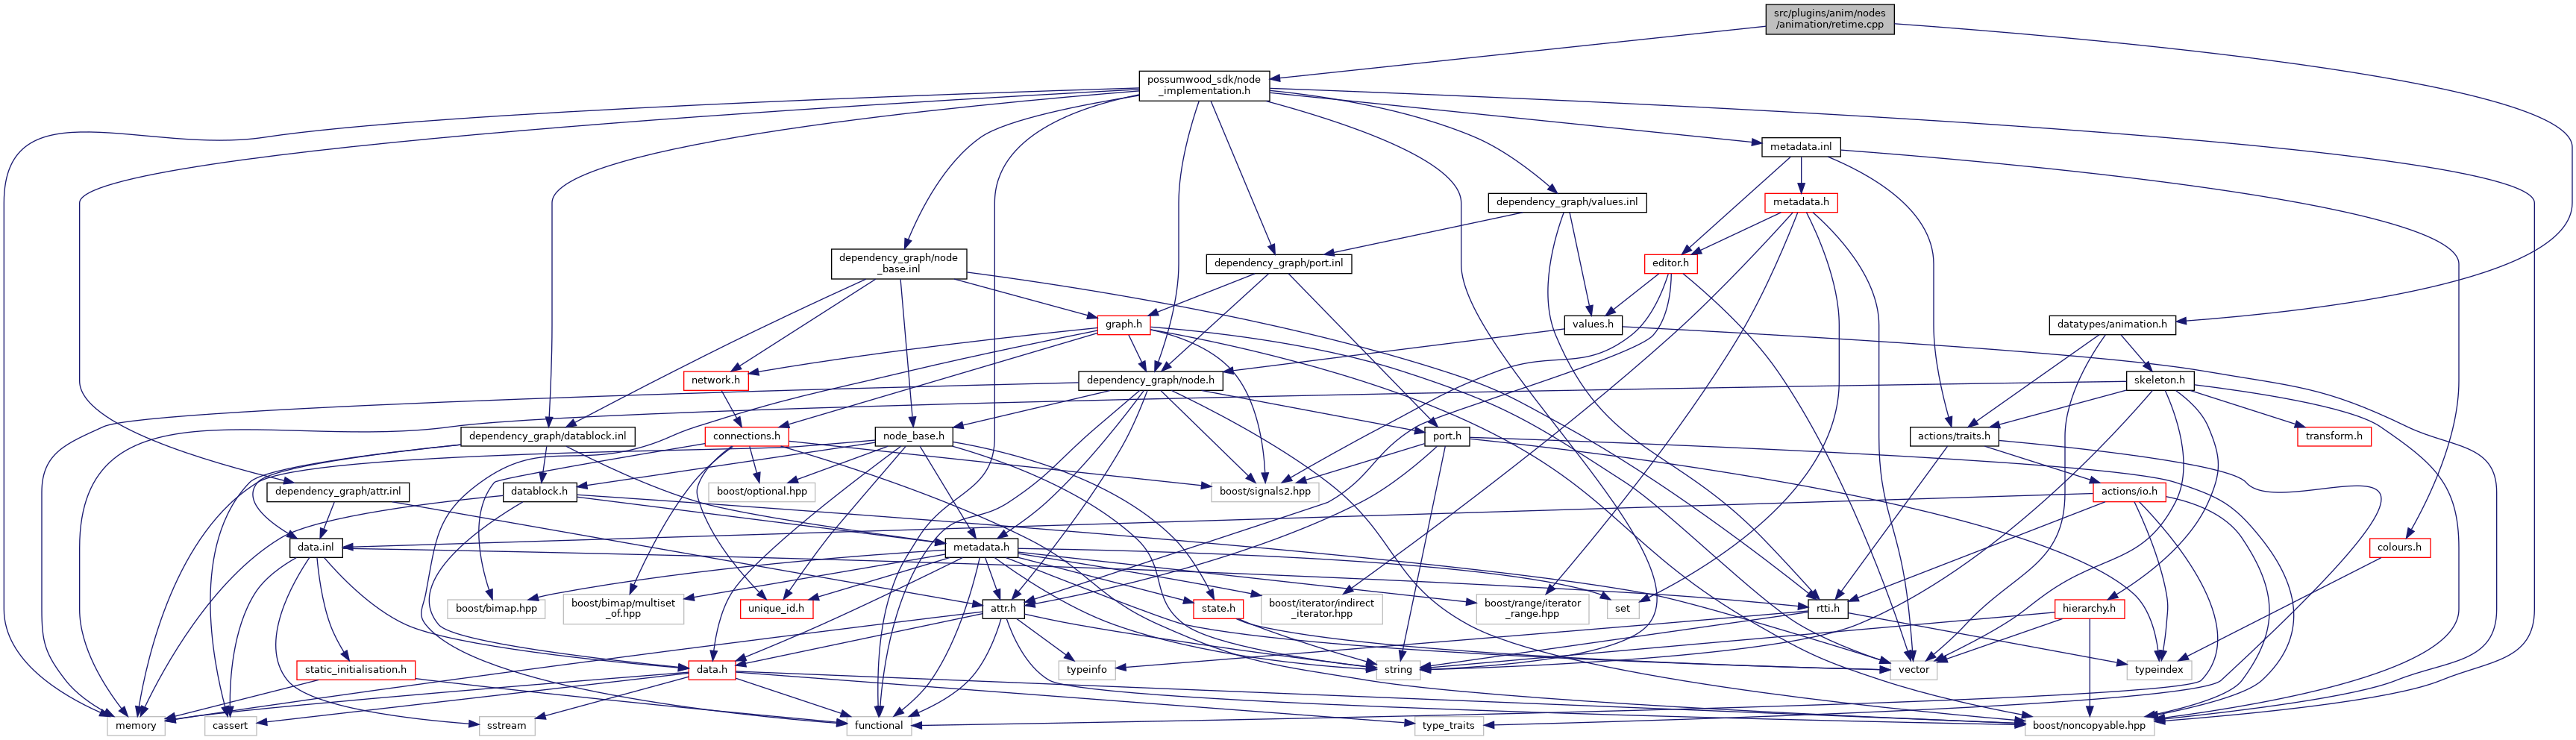 src/plugins/anim/nodes
/animation/retime.cpp
possumwood_sdk/node
_implementation.h
metadata.inl
dependency_graph/values.inl
metadata.h
dependency_graph/node
_base.inl
dependency_graph/port.inl
editor.h
graph.h
values.h
datatypes/animation.h
network.h
dependency_graph/node.h
skeleton.h
dependency_graph/datablock.inl
connections.h
node_base.h
port.h
actions/traits.h
transform.h
dependency_graph/attr.inl
datablock.h
boost/optional.hpp
boost/signals2.hpp
actions/io.h
data.inl
metadata.h
colours.h
boost/bimap.hpp
boost/bimap/multiset
_of.hpp
unique_id.h
attr.h
state.h
boost/iterator/indirect
_iterator.hpp
boost/range/iterator
_range.hpp
set
rtti.h
hierarchy.h
static_initialisation.h
data.h
typeinfo
string
vector
typeindex
memory
cassert
sstream
functional
type_traits
boost/noncopyable.hpp